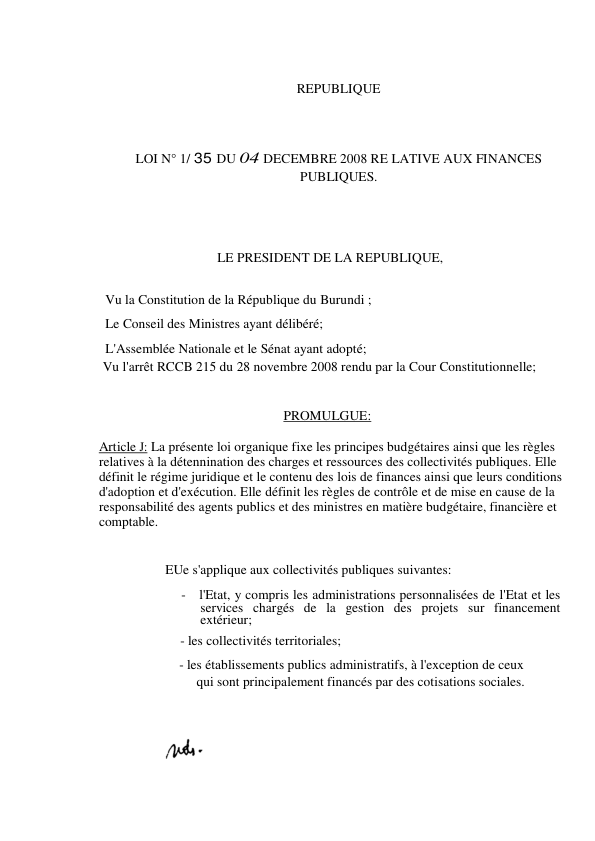 REPUBLIQUE
LOI N° 1/ 35 DU 04 DECEMBRE 2008 RE LATIVE AUX FINANCES
PUBLIQUES.
LE PRESIDENT DE LA REPUBLIQUE,
Vu la Constitution de la République du Burundi ;
Le Conseil des Ministres ayant délibéré;
L'Assemblée Nationale et le Sénat ayant adopté;
Vu l'arrêt RCCB 215 du 28 novembre 2008 rendu par la Cour Constitutionnelle;
PROMULGUE:
Article J: La présente loi organique fixe les principes budgétaires ainsi que les règles
relatives à la détennination des charges et ressources des collectivités publiques. Elle
définit le régime juridique et le contenu des lois de finances ainsi que leurs conditions
d'adoption et d'exécution. Elle définit les règles de contrôle et de mise en cause de la
responsabilité des agents publics et des ministres en matière budgétaire, financière et
comptable.
EUe s'applique aux collectivités publiques suivantes:
- l'Etat, y compris les administrations personnalisées de l'Etat et les
services chargés de la gestion des projets sur financement
extérieur;
- les collectivités territoriales;
- les établissements publics administratifs, à l'exception de ceux
qui sont principalement financés par des cotisations sociales.